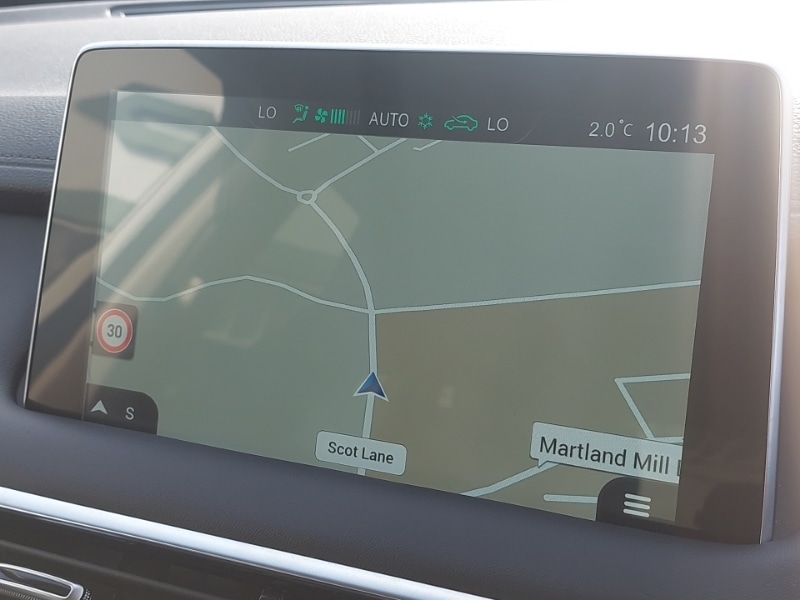 LO AUTO LO 2.0°C 10:13
30
S
Scot Lane
Martland Mill